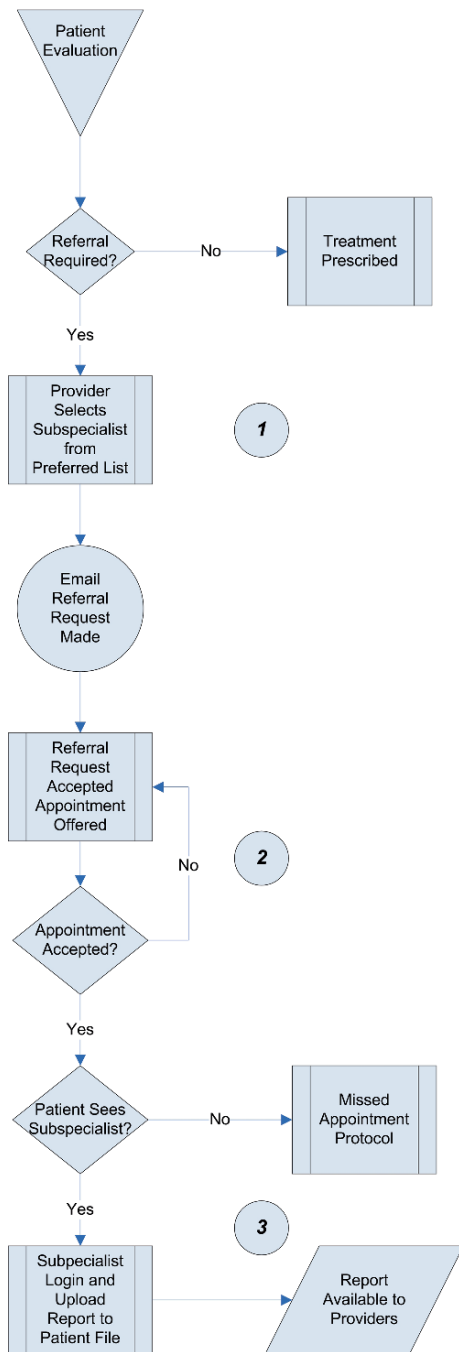 Patient
Evaluation
Referral
Required?
No
Treatment
Prescribed
Yes
Provider
Selects
Subspecialist
from
Preferred List
1
Email
Referral
Request
Made
Referral
Request
Accepted
Appointment
Offered
No
2
Appointment
Accepted?
Yes
Patient Sees
Subspecialist?
No
Missed
Appointment
Protocol
Yes
3
Subpecialist
Login and
Upload
Report to
Patient File
Report
Available to
Providers